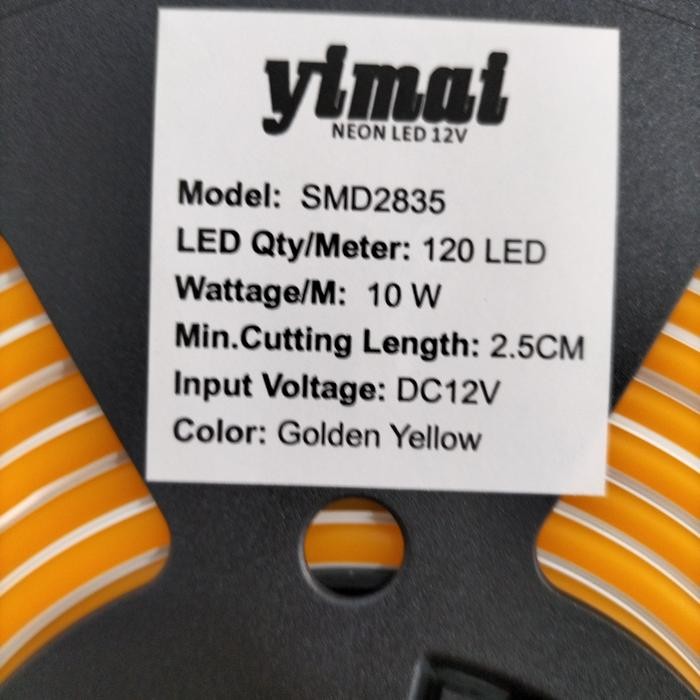 yimai
NEON LED 12V
Model: SMD2835
LED Qty/Meter: 120 LED
Wattage/M: 10 W
Min.Cutting Length: 2.5CM
Input Voltage: DC12V
Color: Golden Yellow